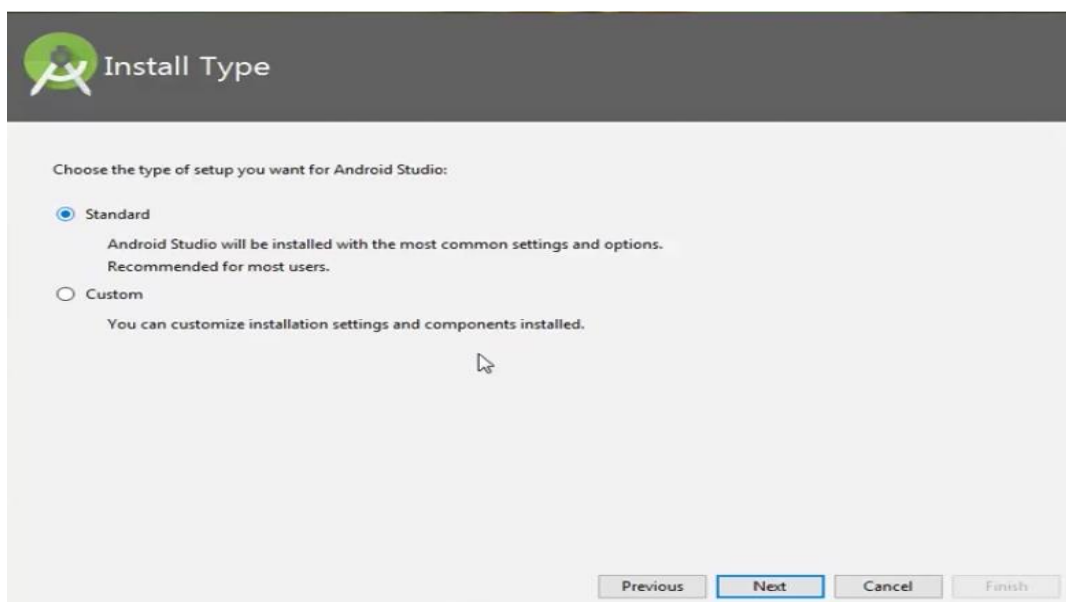 Install Type
Choose the type of setup you want for Android Studio:
Standard
Android Studio will be installed with the most common settings and options.
Recommended for most users.
Custom
You can customize installation settings and components installed.
Previous Next Cancel Finish